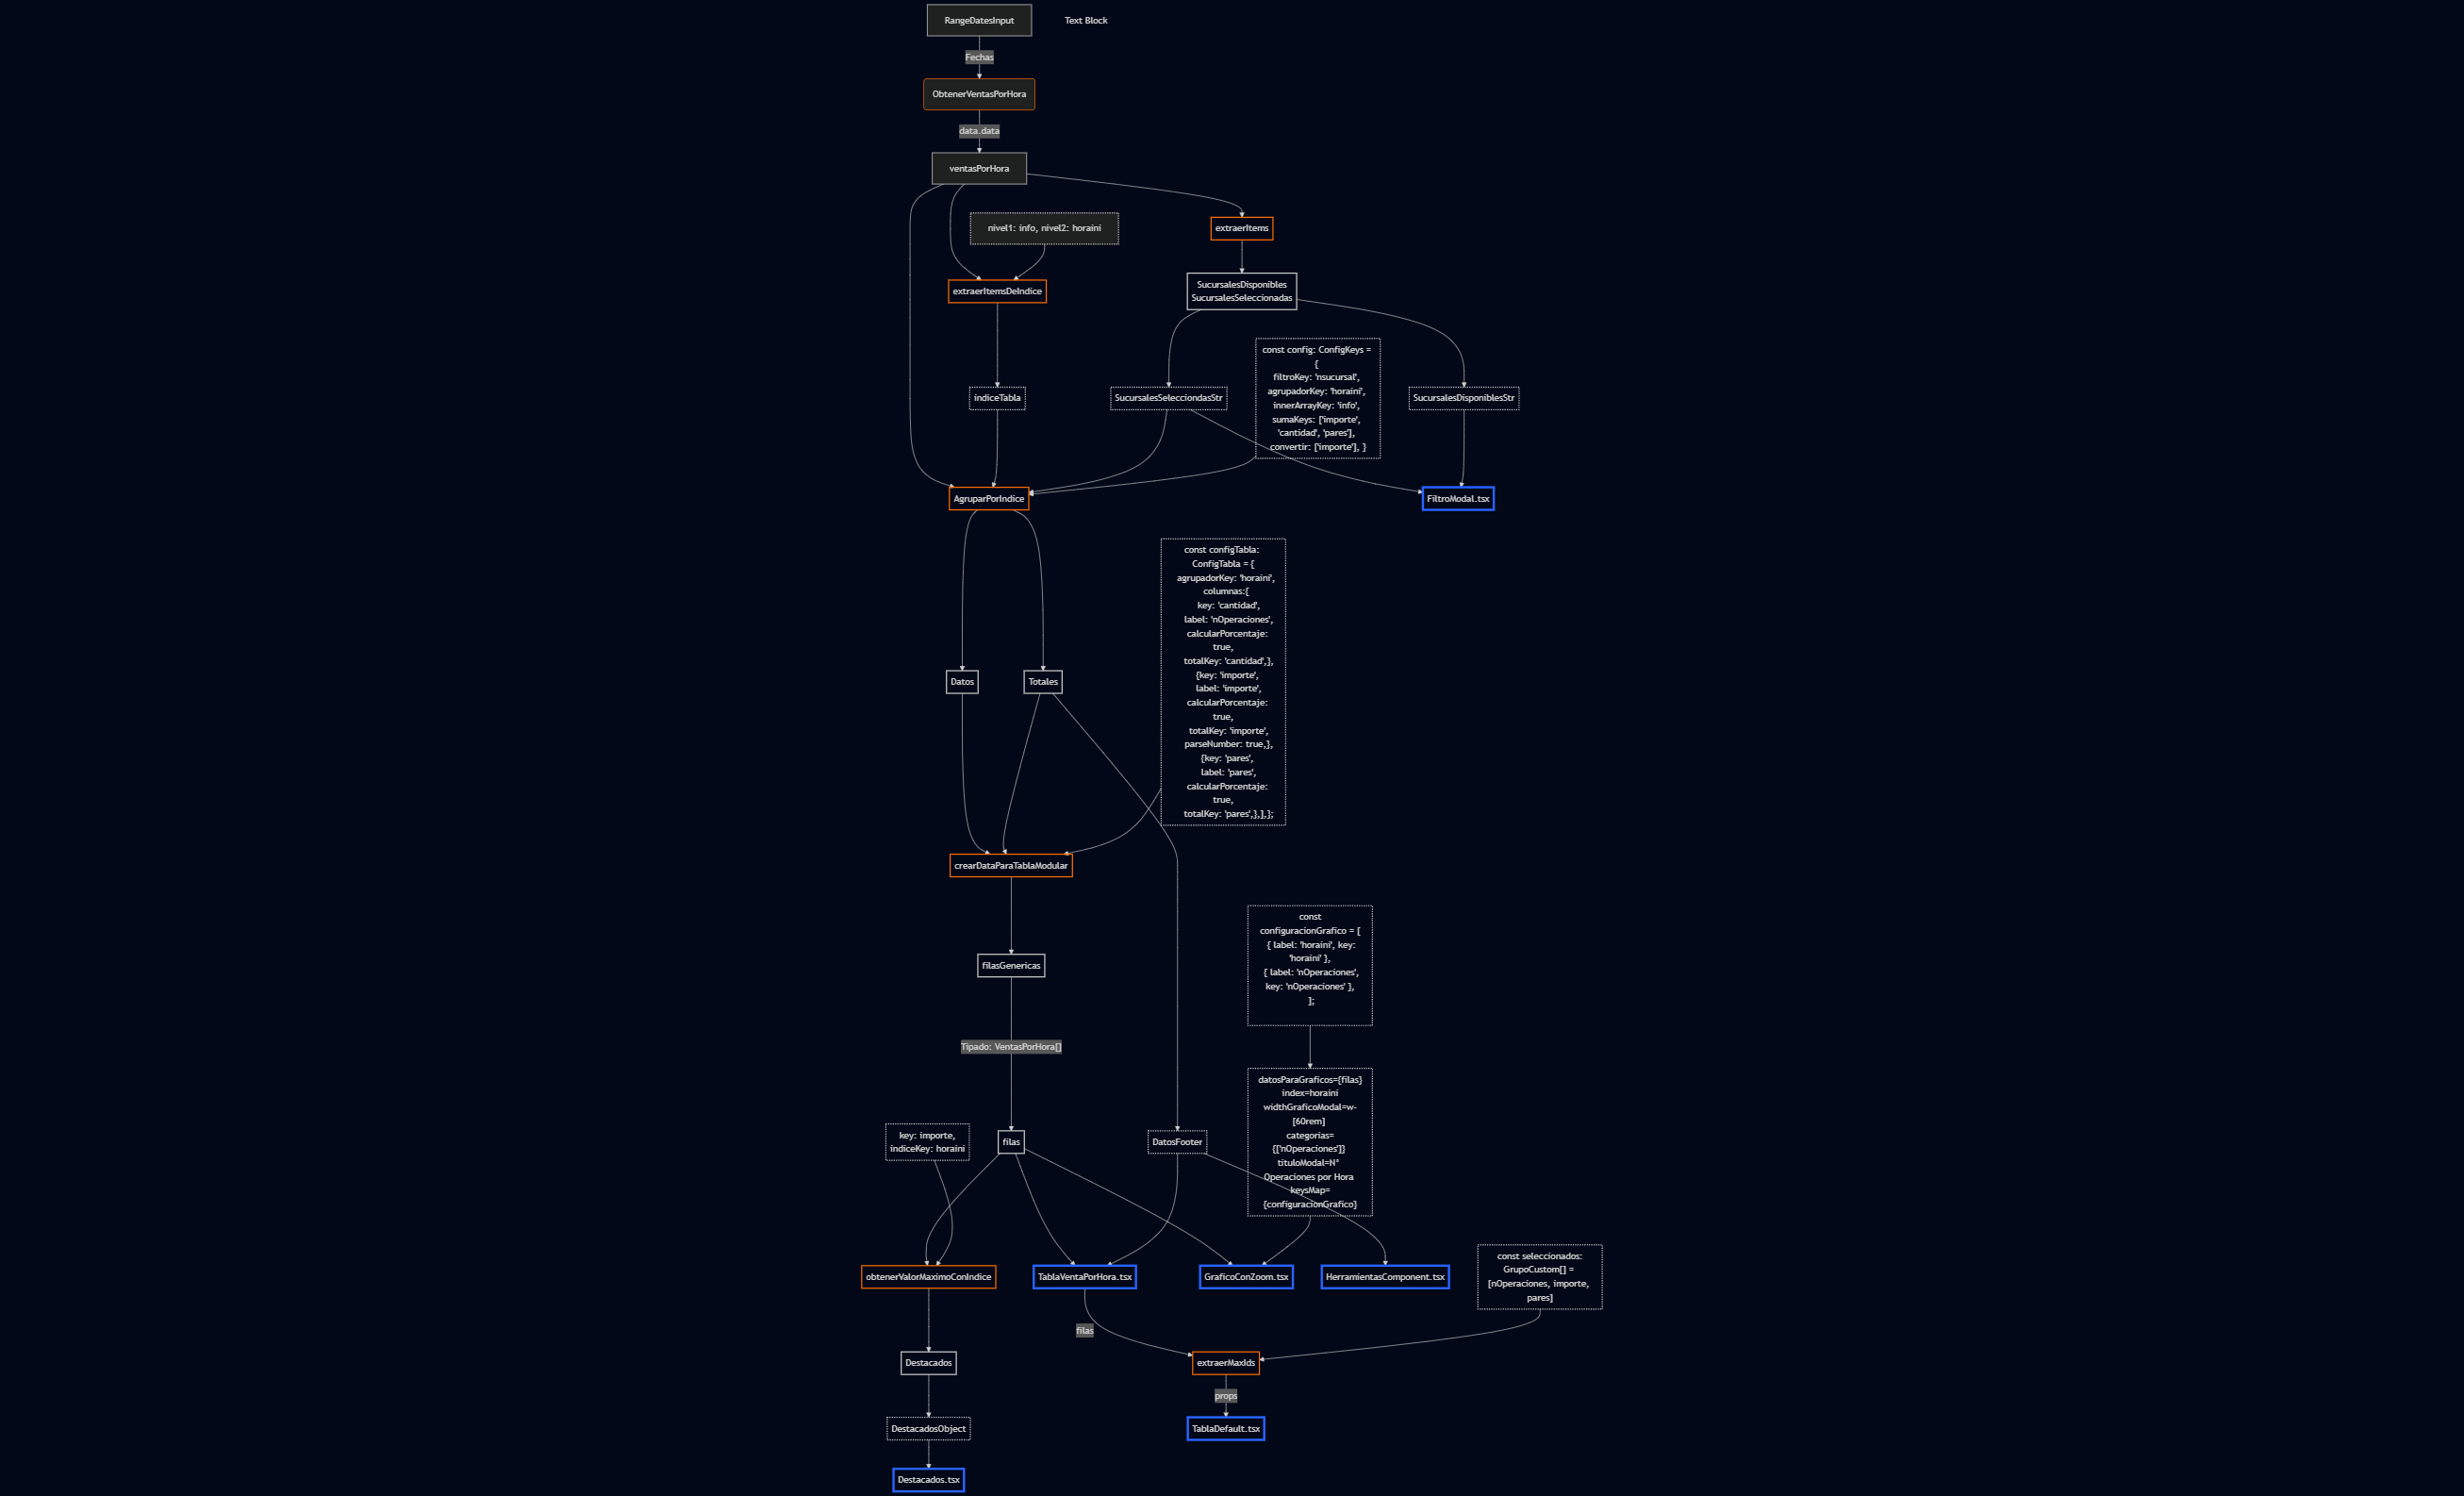 RangeDatesInput
Text Block
Fechas
ObtenerVentasPorHora
data.data
ventasPorHora
nivel1: info, nivel2: horaini
extraerItems
extraerItemsDeIndice
SucursalesDisponibles
SucursalesSeleccionadas
const config: ConfigKeys =
{
filtroKey: 'nsucursal',
agrupadorKey: 'horaini',
innerArrayKey: 'info',
sumaKeys: ['importe',
'cantidad', 'pares'],
convertir: ['importe'], }
indiceTabla
SucursalesSelecciondasStr
SucursalesDisponiblesStr
AgruparPorIndice
FiltroModal.tsx
const configTabla:
ConfigTabla = {
agrupadorKey: 'horaini',
columnas:[
key: 'cantidad',
label: 'nOperaciones',
calcularPorcentaje:
true,
totalKey: 'cantidad',},
{key: 'importe',
label: 'importe',
calcularPorcentaje:
true,
totalKey: 'importe',
parseNumber: true,},
{key: 'pares',
label: 'pares',
calcularPorcentaje:
true,
totalKey: 'pares',},],};
Datos
Totales
crearDataParaTablaModular
const
configuracionGrafico = [
{ label: 'horaini', key:
'horaini' },
{ label: 'nOperaciones',
key: 'nOperaciones' },
];
filasGenericas
Tipado: VentasPorHora[]
datosParaGraficos={filas}
index=horaini
widthGraficoModal=w-
[60rem]
categorias=
{['nOperaciones']}
tituloModal=N°
Operaciones por Hora
keysMap=
{configuracionGrafico}
key: importe,
indiceKey: horaini
filas
DatosFooter
obtenerValorMaximoConIndice
TablaVentaPorHora.tsx
GraficoConZoom.tsx
HerramientasComponent.tsx
const seleccionados:
GrupoCustom[] =
[nOperaciones, importe,
pares]
filas
Destacados
extraerMaxIds
props
DestacadosObject
TablaDefault.tsx
Destacados.tsx